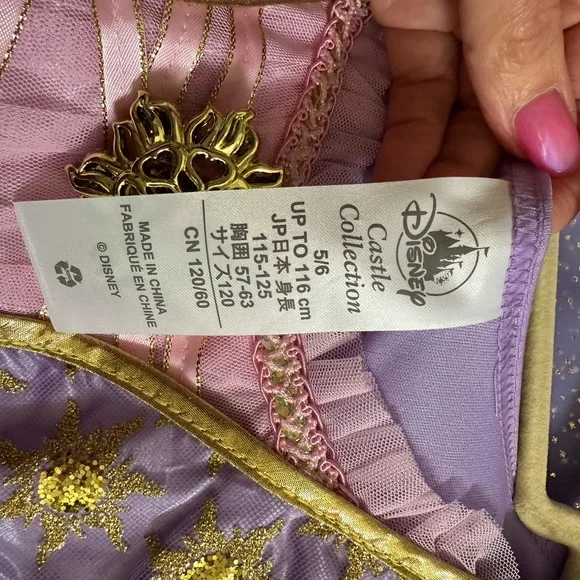 Disney
Castle
Collection
5/6
UP TO 116 cm
JP日本 身長
115-125
胸囲 57-63
サイズ120
CN 120/60
MADE IN CHINA
FABRIQUÉ EN CHINE
© DISNEY